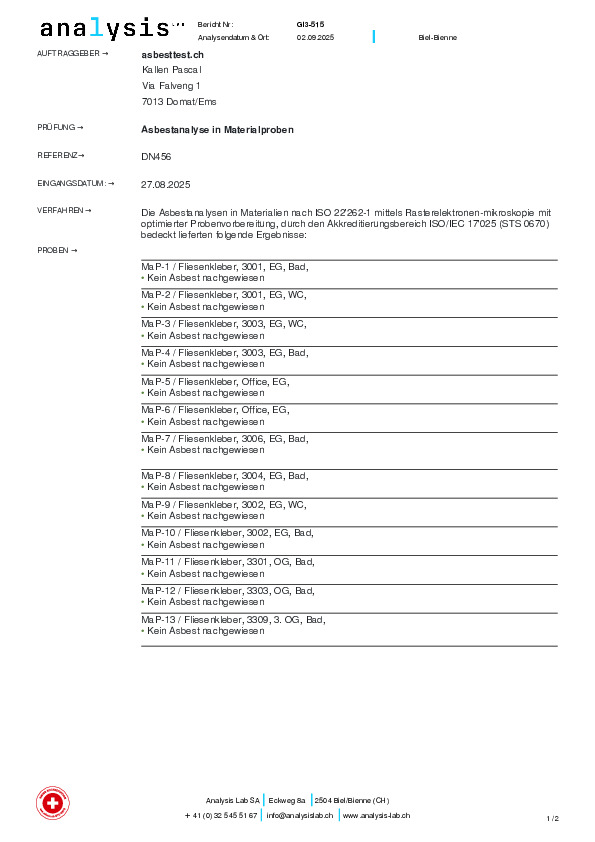 analysis
Bericht Nr: GI3-515
Analysendatum & Ort: 02.09.2025 Biel-Bienne
AUFTRAGGEBER → asbesttest.ch
Kallen Pascal
Via Falveng 1
7013 Domat/Ems
PRÜFUNG → Asbestanalyse in Materialproben
REFERENZ → DN456
EINGANGSDATUM: → 27.08.2025
VERFAHREN → Die Asbestanalysen in Materialien nach ISO 22'262-1 mittels Rasterelektronen-mikroskopie mit
optimierter Probenvorbereitung, durch den Akkreditierungsbereich ISO/IEC 17'025 (STS 0670)
bedeckt lieferten folgende Ergebnisse:
PROBEN →
MaP-1 / Fliesenkleber, 3001, EG, Bad,
• Kein Asbest nachgewiesen
MaP-2 / Fliesenkleber, 3001, EG, WC,
• Kein Asbest nachgewiesen
MaP-3 / Fliesenkleber, 3003, EG, WC,
• Kein Asbest nachgewiesen
MaP-4 / Fliesenkleber, 3003, EG, Bad,
• Kein Asbest nachgewiesen
MaP-5 / Fliesenkleber, Office, EG,
• Kein Asbest nachgewiesen
MaP-6 / Fliesenkleber, Office, EG,
• Kein Asbest nachgewiesen
MaP-7 / Fliesenkleber, 3006, EG, Bad,
• Kein Asbest nachgewiesen
MaP-8 / Fliesenkleber, 3004, EG, Bad,
• Kein Asbest nachgewiesen
MaP-9 / Fliesenkleber, 3002, EG, WC,
• Kein Asbest nachgewiesen
MaP-10 / Fliesenkleber, 3002, EG, Bad,
• Kein Asbest nachgewiesen
MaP-11 / Fliesenkleber, 3301, OG, Bad,
• Kein Asbest nachgewiesen
MaP-12 / Fliesenkleber, 3303, OG, Bad,
• Kein Asbest nachgewiesen
MaP-13 / Fliesenkleber, 3309, 3. OG, Bad,
• Kein Asbest nachgewiesen
Analysis Lab SA | Eckweg 8a | 2504 Biel/Bienne (CH)
+ 41 (0) 32 545 51 67 | info@analysislab.ch | www.analysis-lab.ch
1 / 2